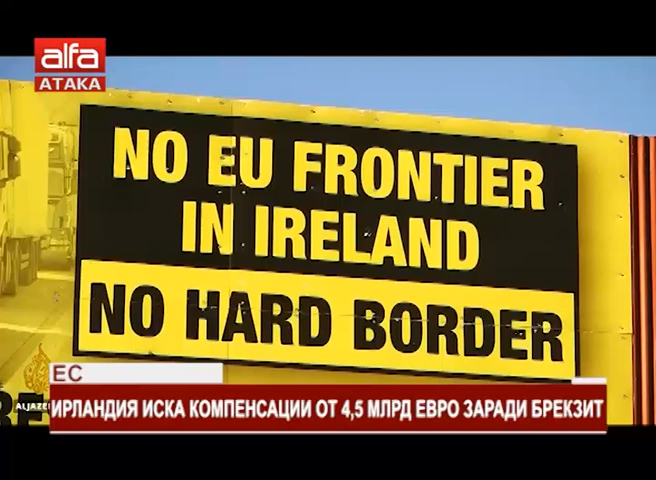 alfa
АТАКА
NO EU FRONTIER
IN IRELAND
NO HARD BORDER
ЕС
ИРЛАНДИЯ ИСКА КОМПЕНСАЦИИ ОТ 4,5 МЛРД ЕВРО ЗАРАДИ БРЕКЗИТ